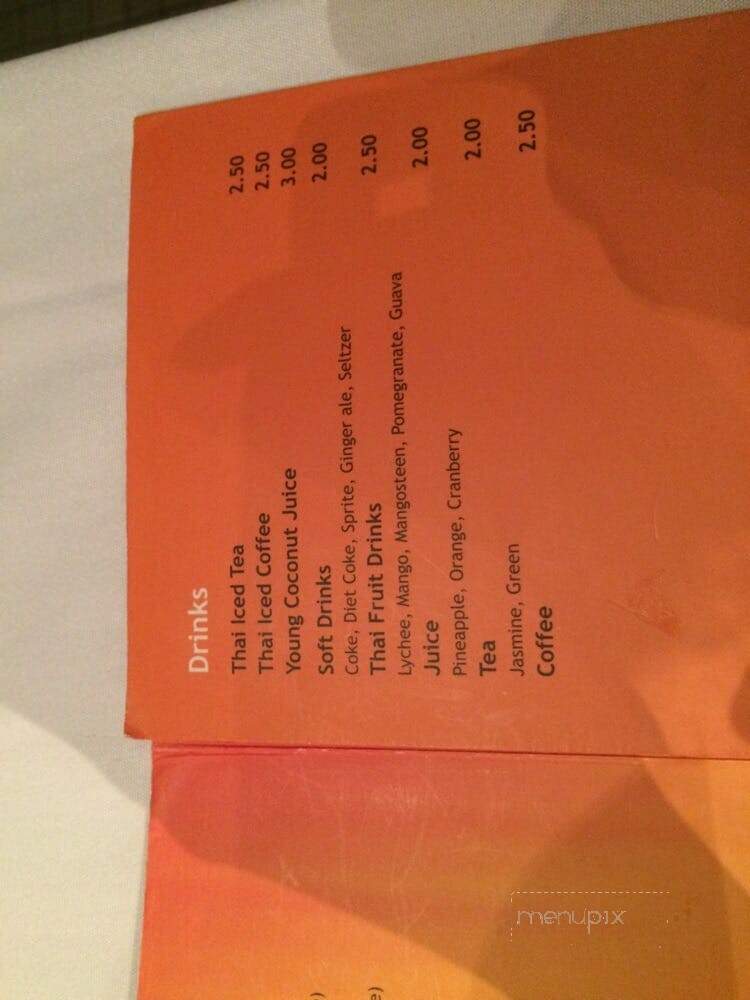 Drinks
Thai Iced Tea 2.50
Thai Iced Coffee 2.50
Young Coconut Juice 3.00
Soft Drinks 2.00
Coke, Diet Coke, Sprite, Ginger ale, Seltzer
Thai Fruit Drinks 2.50
Lychee, Mango, Mangosteen, Pomegranate, Guava
Juice 2.00
Pineapple, Orange, Cranberry
Tea 2.00
Jasmine, Green
Coffee 2.50
menupix